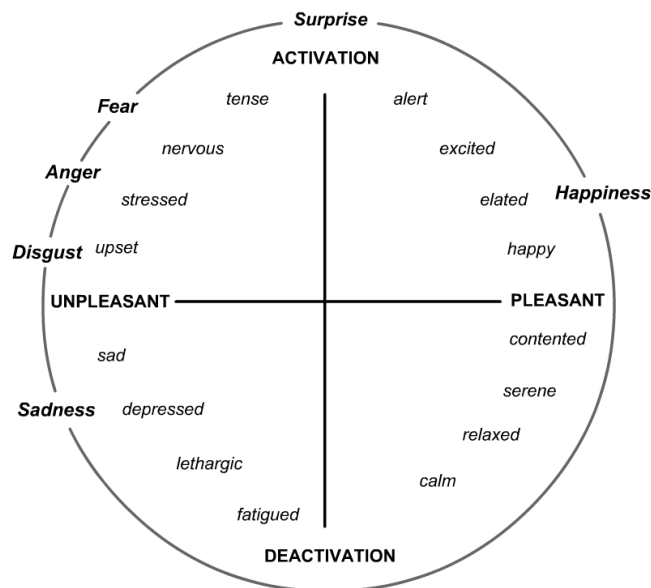 Surprise
ACTIVATION
tense
alert
Fear
nervous
excited
Anger
stressed
elated
Happiness
Disgust
upset
happy
UNPLEASANT
PLEASANT
contented
sad
serene
Sadness
depressed
relaxed
lethargic
calm
fatigued
DEACTIVATION